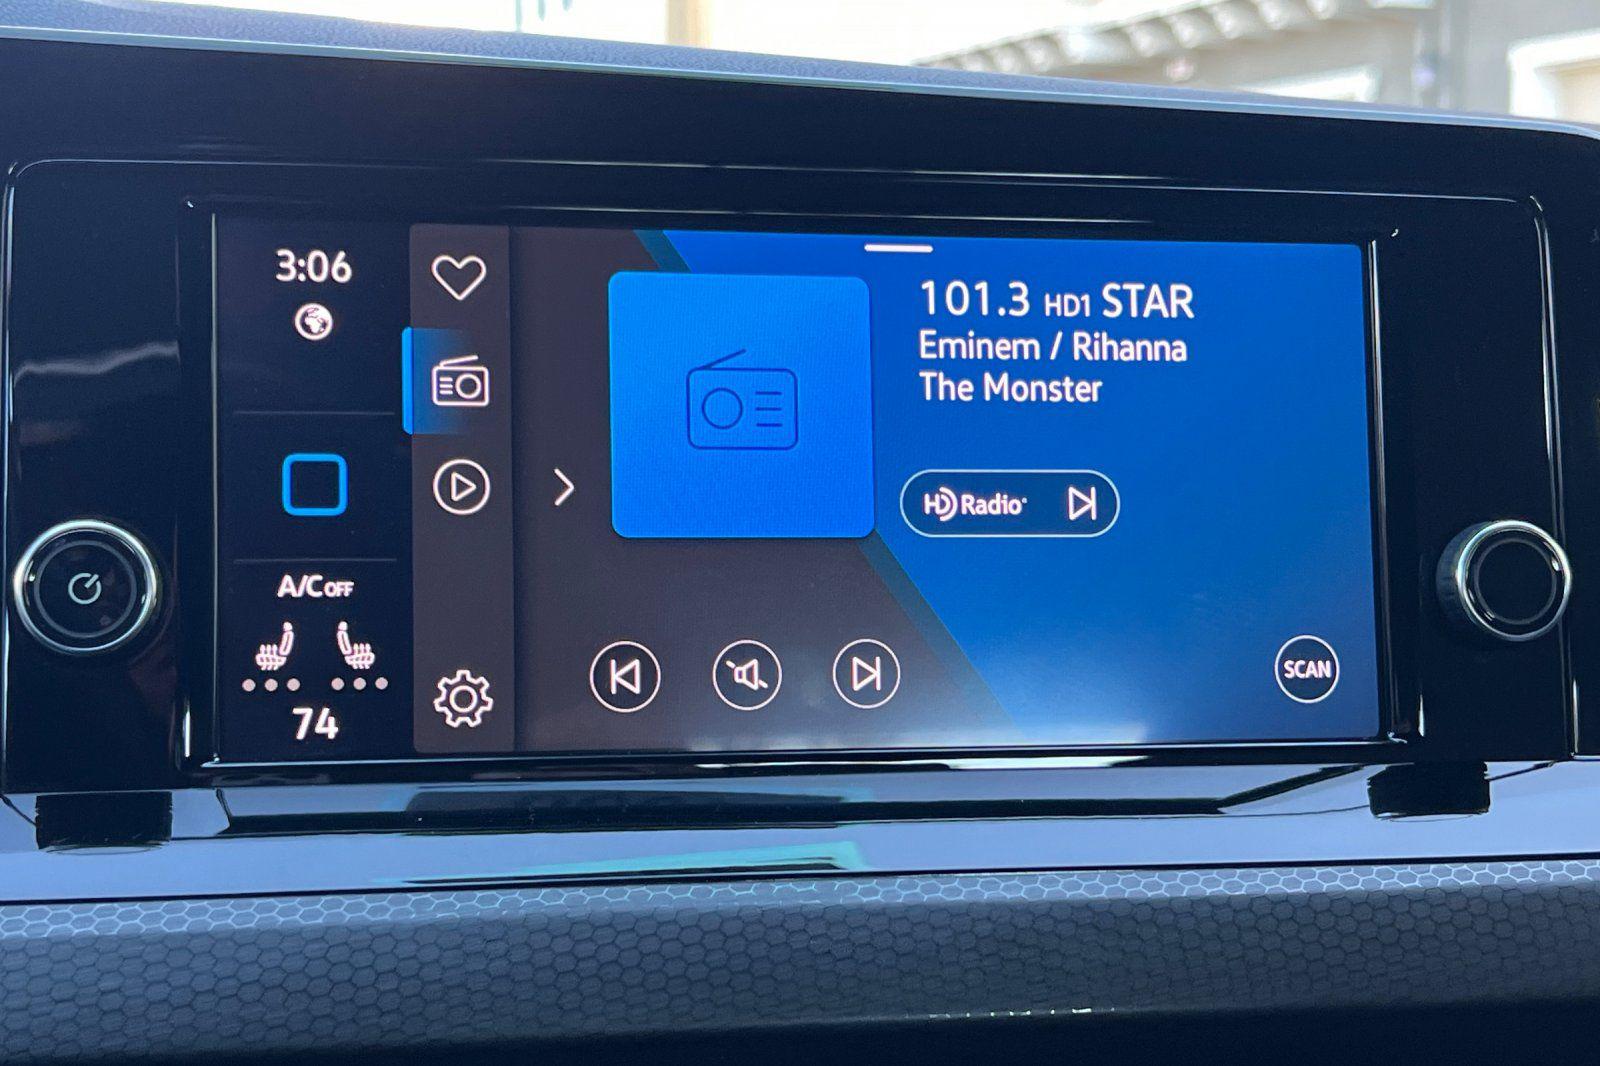 3:06
A/C OFF
74
101.3 HD1 STAR
Eminem / Rihanna
The Monster
HD Radio
SCAN